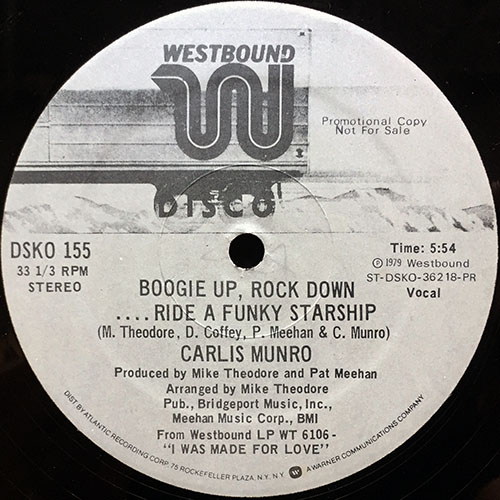 WESTBOUND
W
Promotional Copy
Not For Sale
DISCO
DSKO 155
33 1/3 RPM
STEREO
Time: 5:54
℗1979 Westbound
ST-DSKO-36218-PR
Vocal
BOOGIE UP, ROCK DOWN
....RIDE A FUNKY STARSHIP
(M. Theodore, D. Coffey, P. Meehan & C. Munro)
CARLIS MUNRO
Produced by Mike Theodore and Pat Meehan
Arranged by Mike Theodore
Pub., Bridgeport Music, Inc.,
Meehan Music Corp., BMI
From Westbound LP WT 6106-
"I WAS MADE FOR LOVE"
DIST BY ATLANTIC RECORDING CORP. 75 ROCKEFELLER PLAZA, N.Y. N.Y. A WARNER COMMUNICATIONS COMPANY